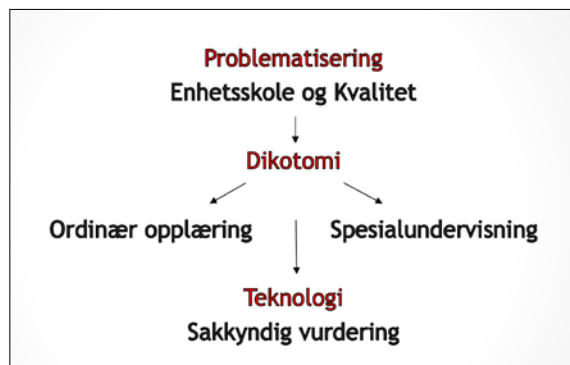 Problematisering
Enhetsskole og Kvalitet
Dikotomi
Ordinær opplæring
Spesialundervisning
Teknologi
Sakkyndig vurdering